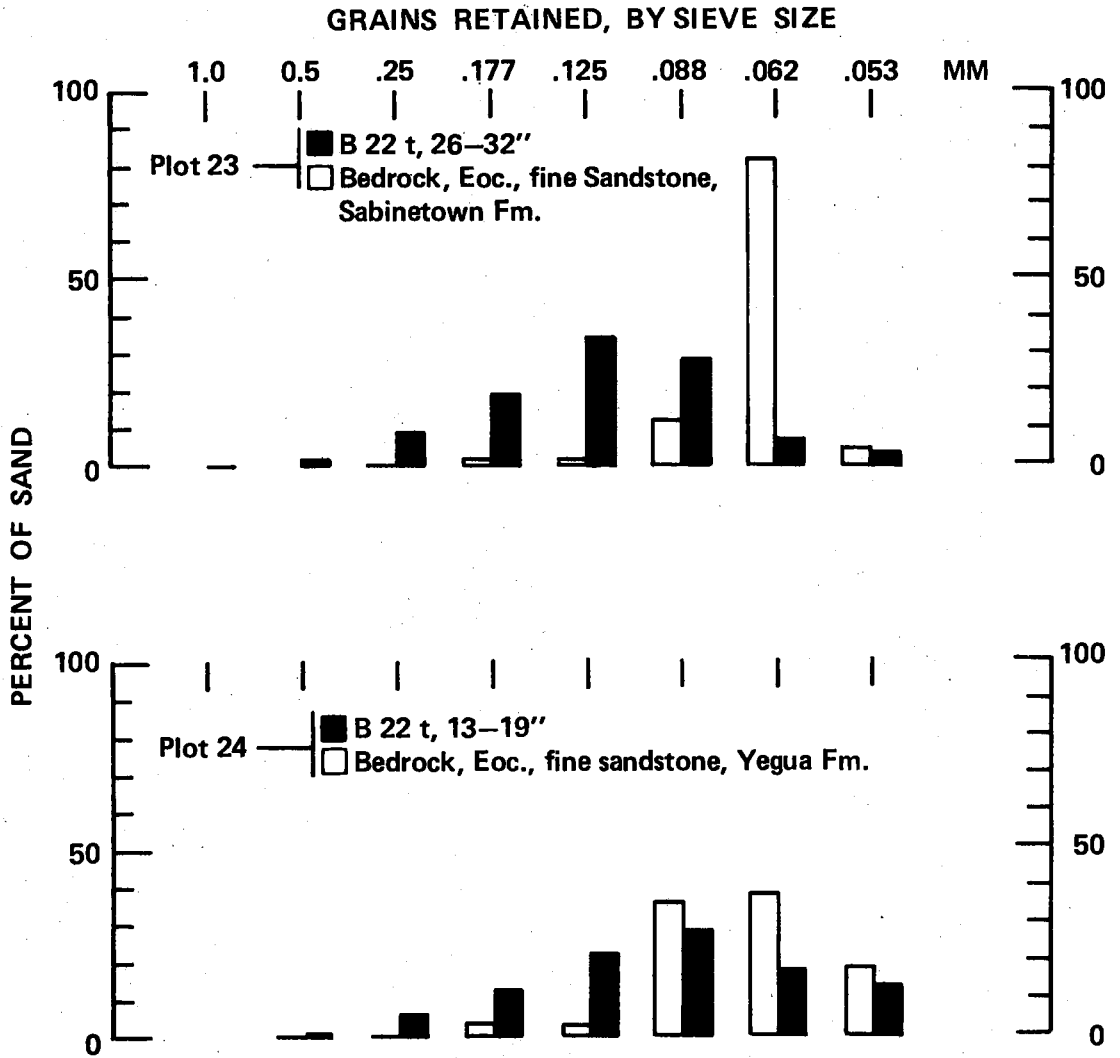 GRAINS RETAINED, BY SIEVE SIZE
1.0 0.5 .25 .177 .125 .088 .062 .053 MM
100 100
Plot 23
B 22 t, 26–32"
Bedrock, Eoc., fine Sandstone,
Sabinetown Fm.
50 50
0 0
PERCENT OF SAND
100 100
Plot 24
B 22 t, 13–19"
Bedrock, Eoc., fine sandstone, Yegua Fm.
50 50
0 0